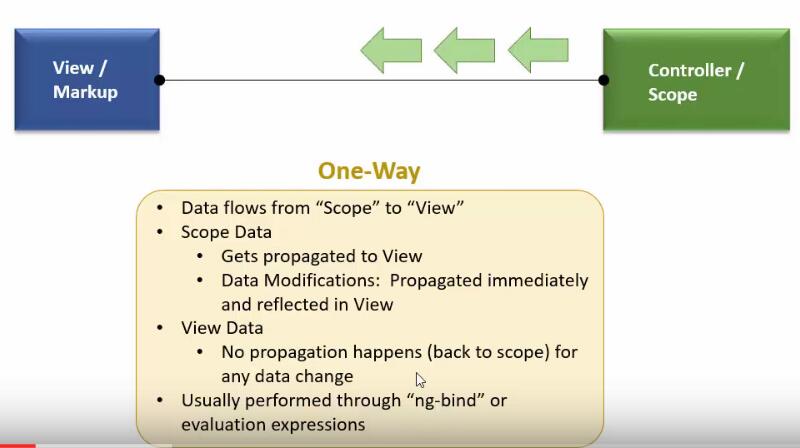 View /
Markup
Controller /
Scope
One-Way
• Data flows from “Scope” to “View”
• Scope Data
• Gets propagated to View
• Data Modifications: Propagated immediately
and reflected in View
• View Data
• No propagation happens (back to scope) for
any data change
• Usually performed through “ng-bind” or
evaluation expressions